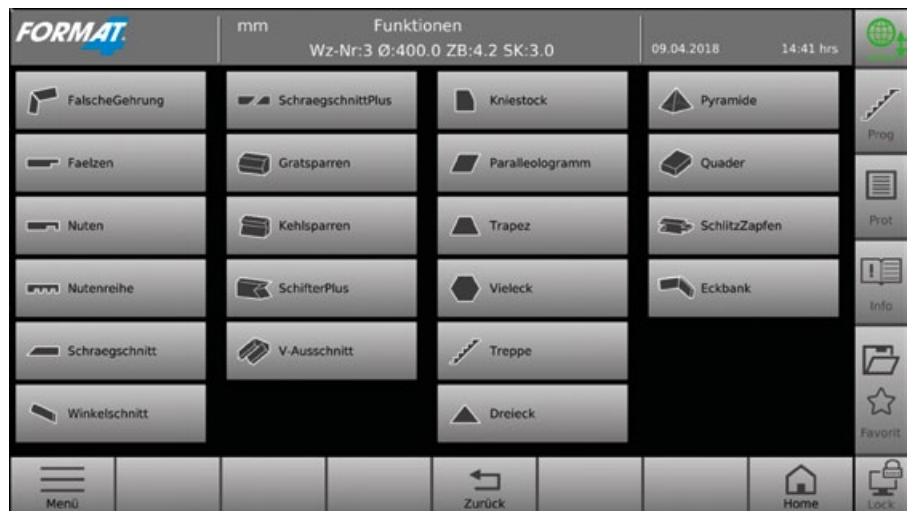 FORMAT4
mm
Funktionen
Wz-Nr:3 Ø:400.0 ZB:4.2 SK:3.0
09.04.2018
14:41 hrs
FalscheGehrung
SchraegschnittPlus
Kniestock
Pyramide
Prog
Faelzen
Gratsparren
Paralleologramm
Quader
Nuten
Kehlsparren
Trapez
SchlitzZapfen
Prot
Nutenreihe
SchifterPlus
Vieleck
Eckbank
Info
Schraegschnitt
V-Ausschnitt
Treppe
Winkelschnitt
Dreieck
Favorit
Menü
Zurück
Home
Lock